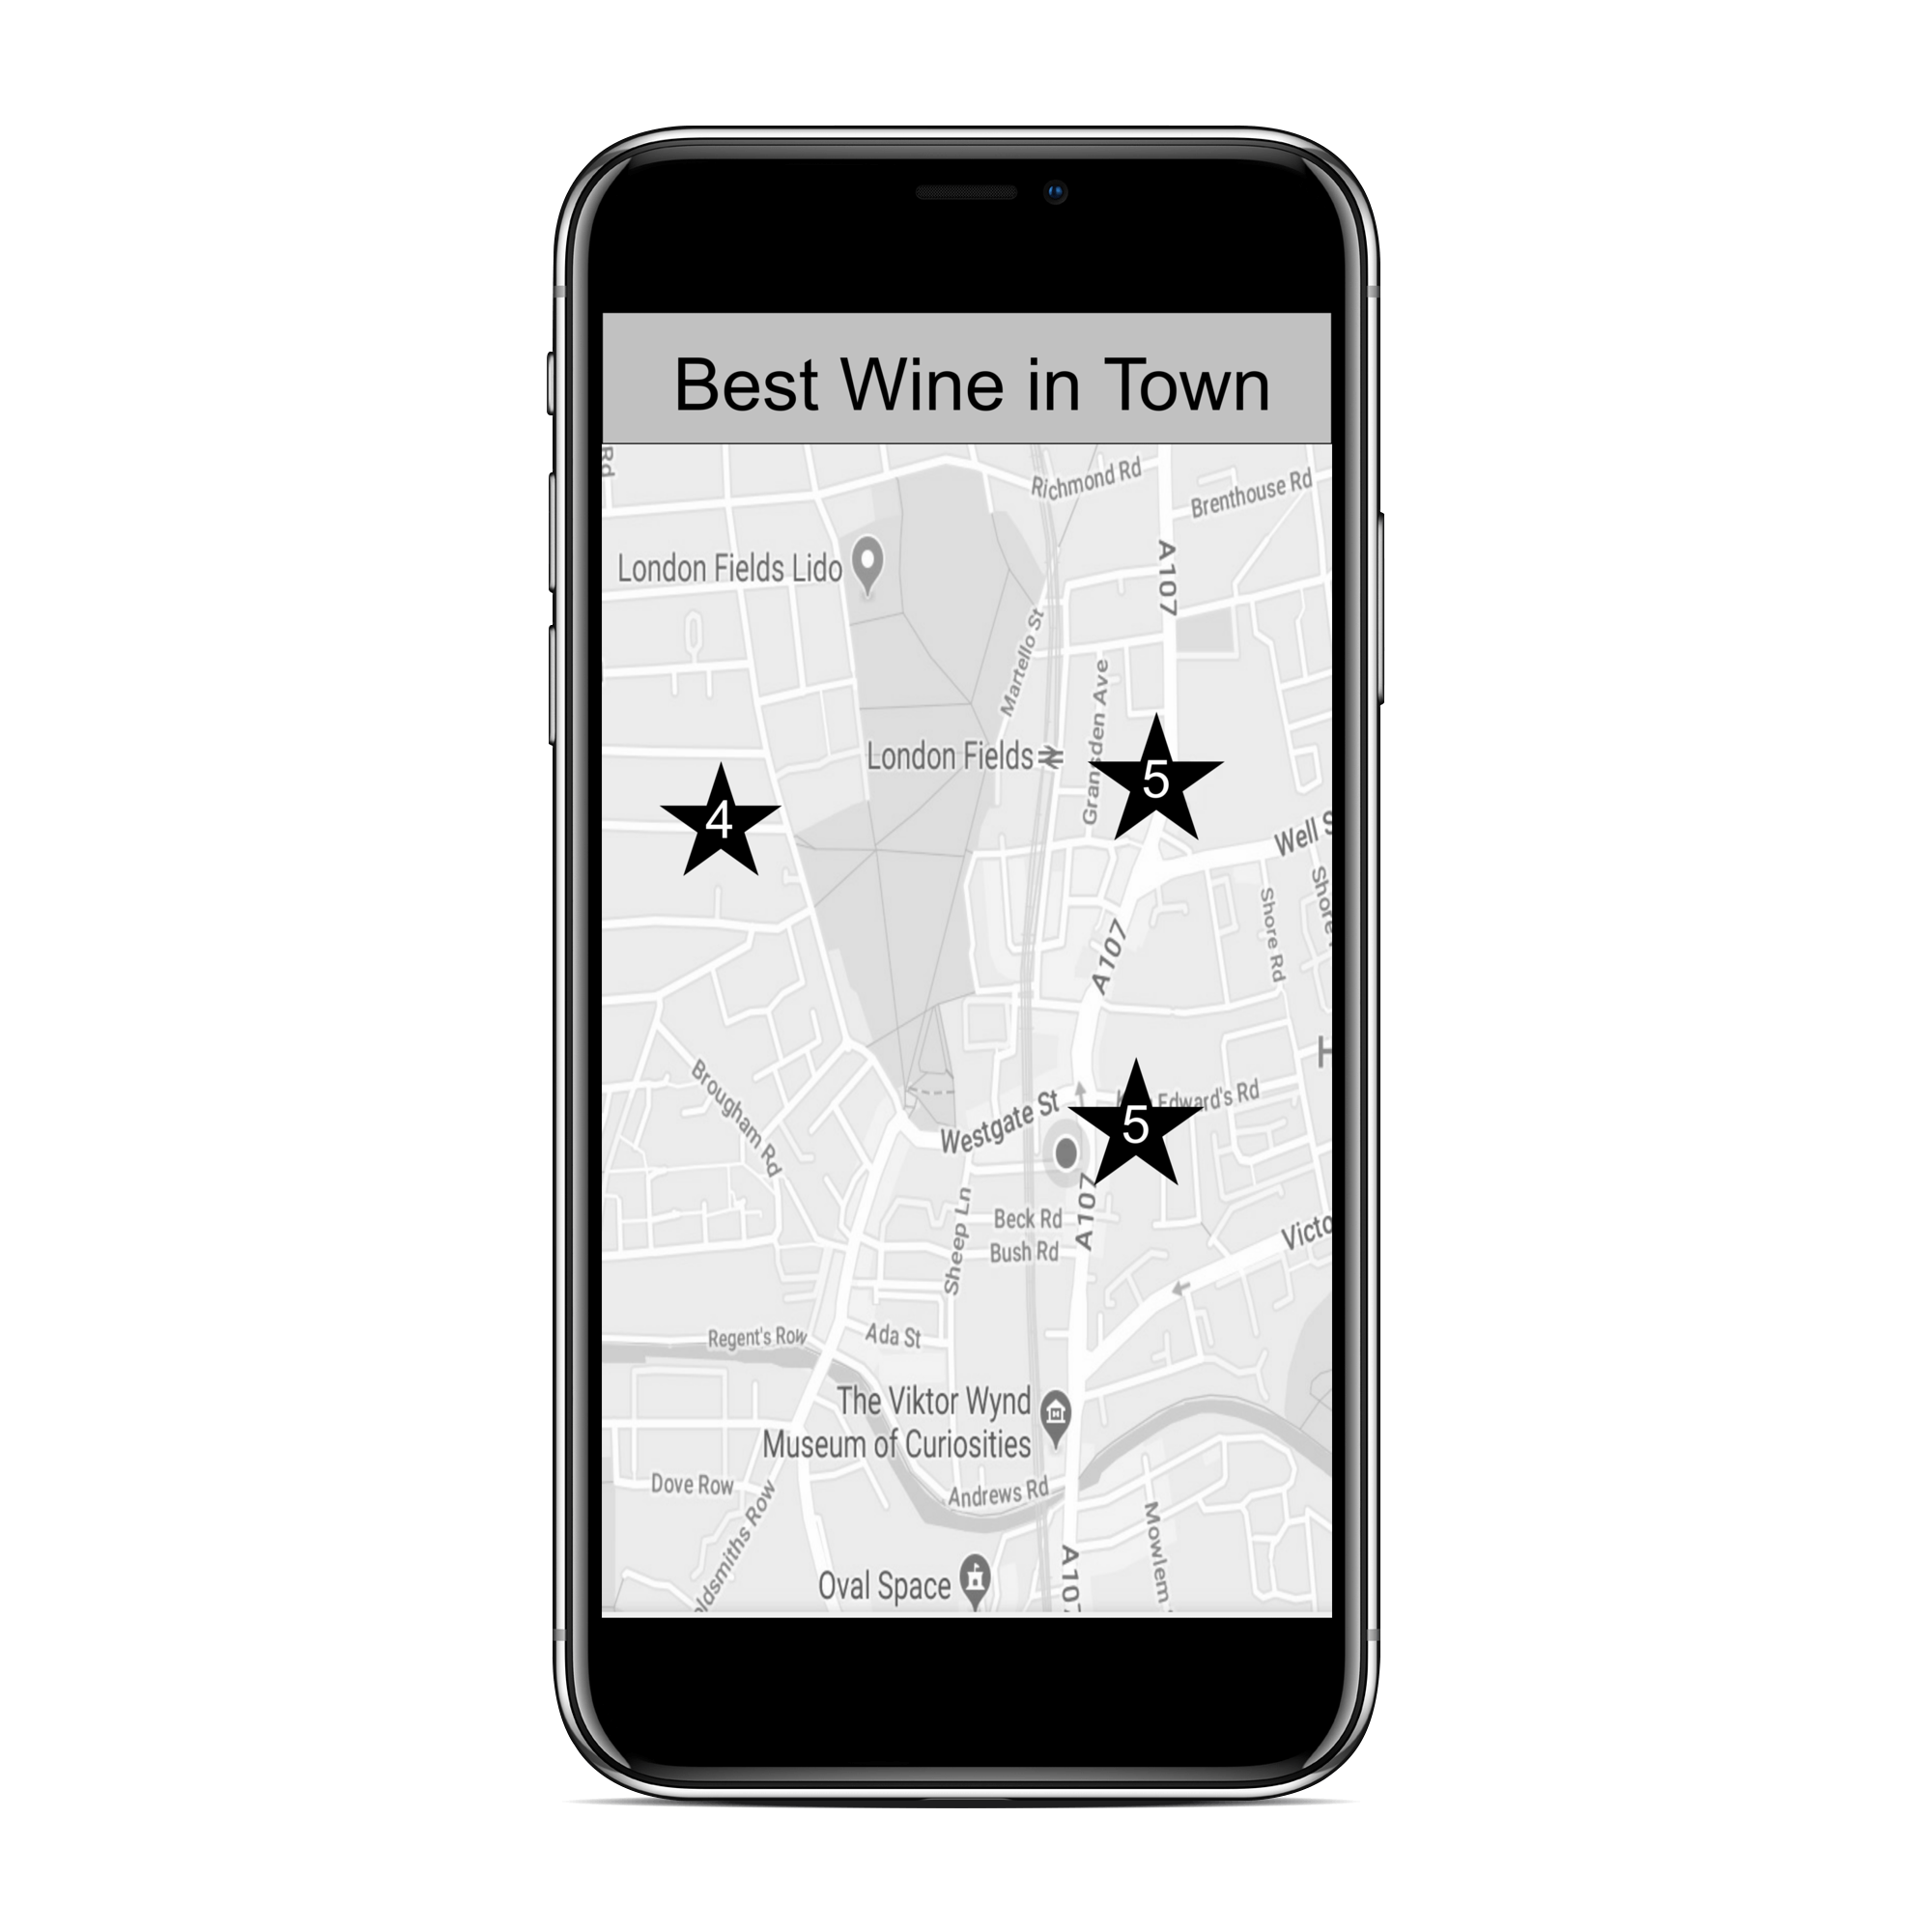 Best Wine in Town
Rd
Richmond Rd
Brenthouse Rd
London Fields Lido
A107
Martello St
Gransden Ave
London Fields
5
4
Well S
Shore Rd
Shore
A107
Brougham Rd
Edward's Rd
Westgate St
5
A107
Sheep Ln
Beck Rd
Bush Rd
Victo
Regent's Row
Ada St
The Viktor Wynd
Museum of Curiosities
Dove Row
Andrews Rd
oldsmiths Row
Mowlem
Oval Space
A107